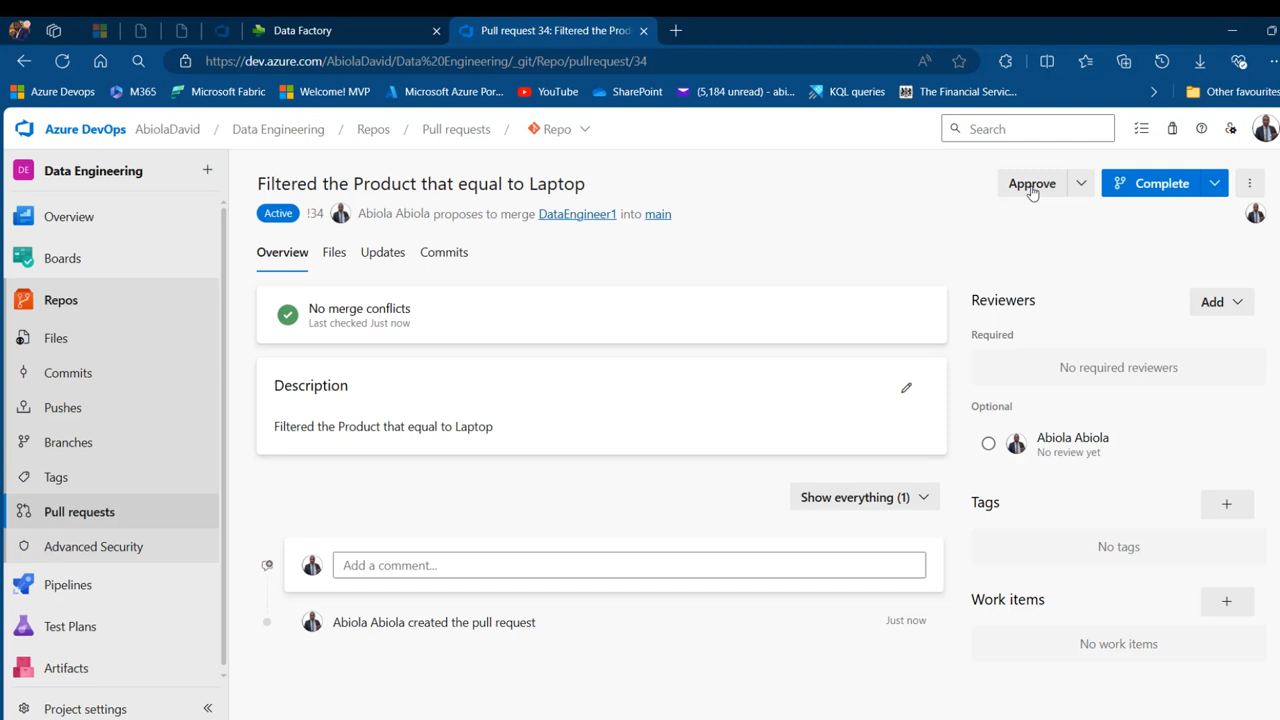 Data Factory
Pull request 34: Filtered the Prod
https://dev.azure.com/AbiolaDavid/Data%20Engineering/_git/Repo/pullrequest/34
Azure Devops
M365
Microsoft Fabric
Welcome! MVP
Microsoft Azure Por...
YouTube
SharePoint
(5,184 unread) - abi...
KQL queries
The Financial Servic...
Other favourites
Azure DevOps AbiolaDavid / Data Engineering / Repos / Pull requests / Repo
Search
DE Data Engineering
Overview
Boards
Repos
Files
Commits
Pushes
Branches
Tags
Pull requests
Advanced Security
Pipelines
Test Plans
Artifacts
Project settings
Filtered the Product that equal to Laptop
Approve
Complete
Active !34 Abiola Abiola proposes to merge DataEngineer1 into main
Overview Files Updates Commits
No merge conflicts
Last checked Just now
Description
Filtered the Product that equal to Laptop
Show everything (1)
Add a comment...
Abiola Abiola created the pull request
Just now
Reviewers
Add
Required
No required reviewers
Optional
Abiola Abiola
No review yet
Tags
No tags
Work items
No work items